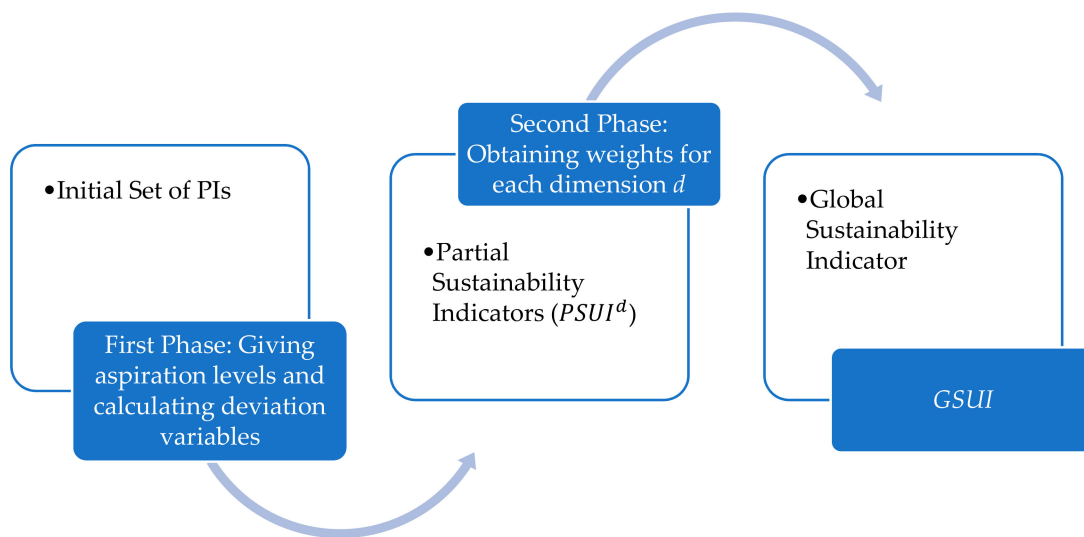 •Initial Set of PIs
First Phase: Giving
aspiration levels and
calculating deviation
variables
Second Phase:
Obtaining weights for
each dimension d
•Partial
Sustainability
Indicators (PSUI^d)
•Global
Sustainability
Indicator
GSUI